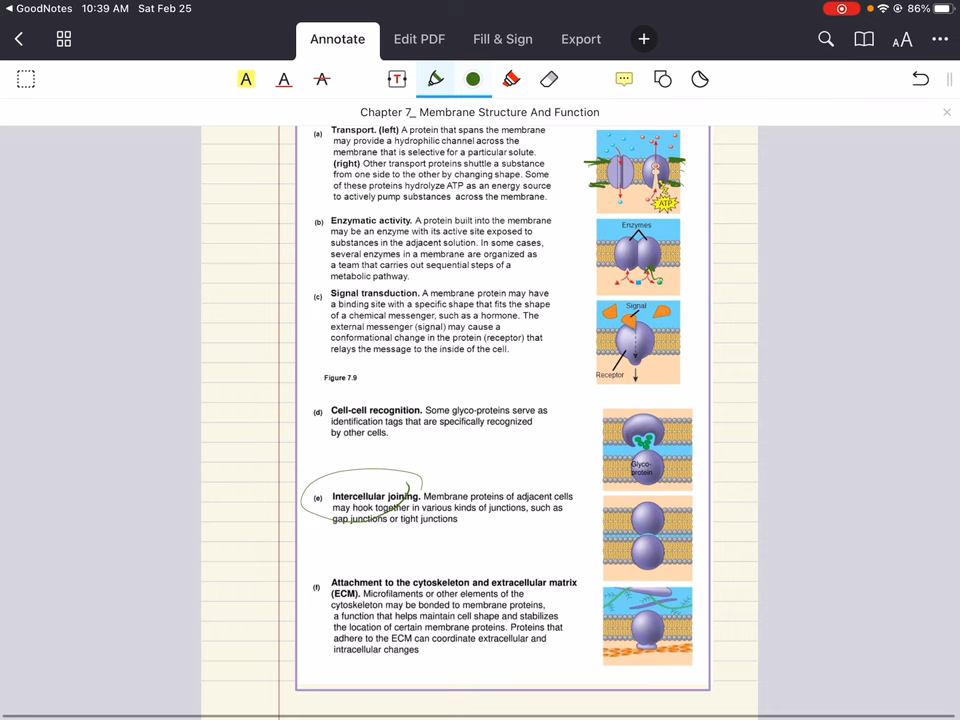 GoodNotes 10:39 AM Sat Feb 25 86%
Annotate Edit PDF Fill & Sign Export
AA
A A A T
Chapter 7_ Membrane Structure And Function
(a) Transport. (left) A protein that spans the membrane
may provide a hydrophilic channel across the
membrane that is selective for a particular solute.
(right) Other transport proteins shuttle a substance
from one side to the other by changing shape. Some
of these proteins hydrolyze ATP as an energy source
to actively pump substances across the membrane.
ATP
(b) Enzymatic activity. A protein built into the membrane
may be an enzyme with its active site exposed to
substances in the adjacent solution. In some cases,
several enzymes in a membrane are organized as
a team that carries out sequential steps of a
metabolic pathway.
Enzymes
(c) Signal transduction. A membrane protein may have
a binding site with a specific shape that fits the shape
of a chemical messenger, such as a hormone. The
external messenger (signal) may cause a
conformational change in the protein (receptor) that
relays the message to the inside of the cell.
Signal
Receptor
Figure 7.9
(d) Cell-cell recognition. Some glyco-proteins serve as
identification tags that are specifically recognized
by other cells.
Glyco-
protein
(e) Intercellular joining. Membrane proteins of adjacent cells
may hook together in various kinds of junctions, such as
gap junctions or tight junctions
(f) Attachment to the cytoskeleton and extracellular matrix
(ECM). Microfilaments or other elements of the
cytoskeleton may be bonded to membrane proteins,
a function that helps maintain cell shape and stabilizes
the location of certain membrane proteins. Proteins that
adhere to the ECM can coordinate extracellular and
intracellular changes